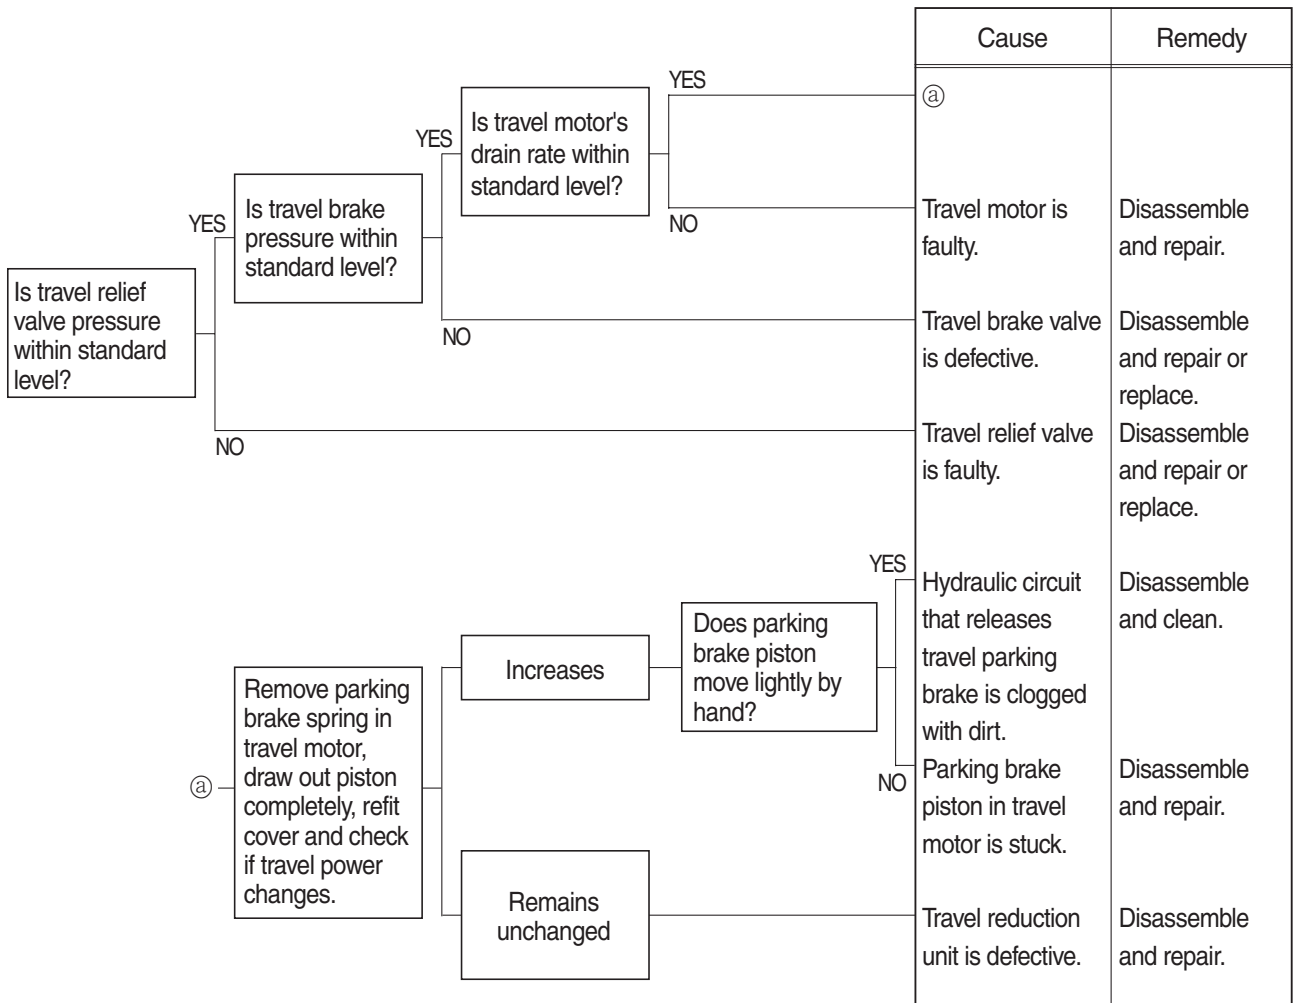 Cause
Remedy
YES
ⓐ
Is travel motor's
drain rate within
standard level?
YES
NO
Travel motor is
faulty.
Disassemble
and repair.
Is travel brake
pressure within
standard level?
YES
NO
Travel brake valve
is defective.
Disassemble
and repair or
replace.
Is travel relief
valve pressure
within standard
level?
NO
Travel relief valve
is faulty.
Disassemble
and repair or
replace.
YES
Hydraulic circuit
that releases
travel parking
brake is clogged
with dirt.
Disassemble
and clean.
Does parking
brake piston
move lightly by
hand?
Increases
ⓐ
Remove parking
brake spring in
travel motor,
draw out piston
completely, refit
cover and check
if travel power
changes.
NO
Parking brake
piston in travel
motor is stuck.
Disassemble
and repair.
Remains
unchanged
Travel reduction
unit is defective.
Disassemble
and repair.